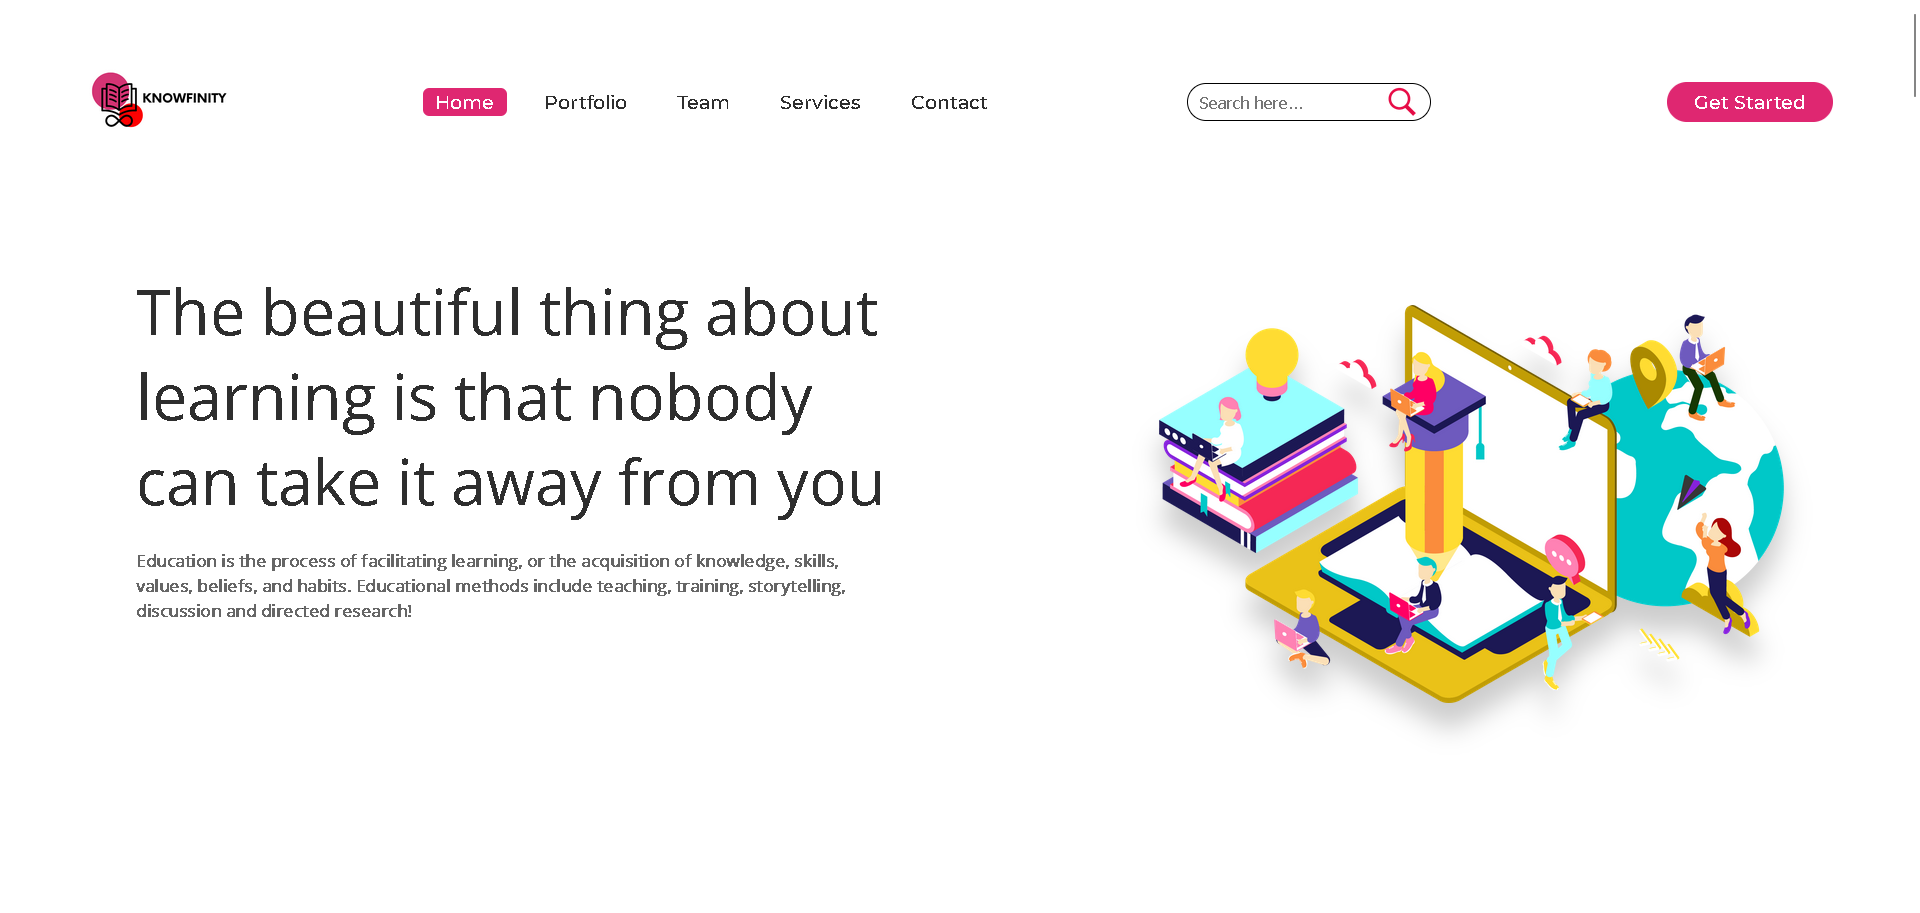 KNOWFINITY
Home Portfolio Team Services Contact
Search here...
Get Started
The beautiful thing about
learning is that nobody
can take it away from you
Education is the process of facilitating learning, or the acquisition of knowledge, skills,
values, beliefs, and habits. Educational methods include teaching, training, storytelling,
discussion and directed research!